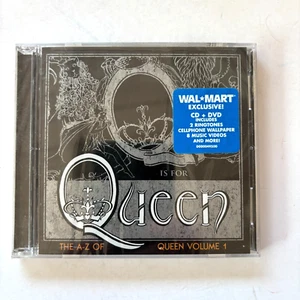 WAL★MART
EXCLUSIVE!
CD + DVD
INCLUDES
2 RINGTONES
CELLPHONE WALLPAPER
8 MUSIC VIDEOS
AND MORE!
Q
IS FOR
Queen
THE A-Z OF QUEEN VOLUME 1